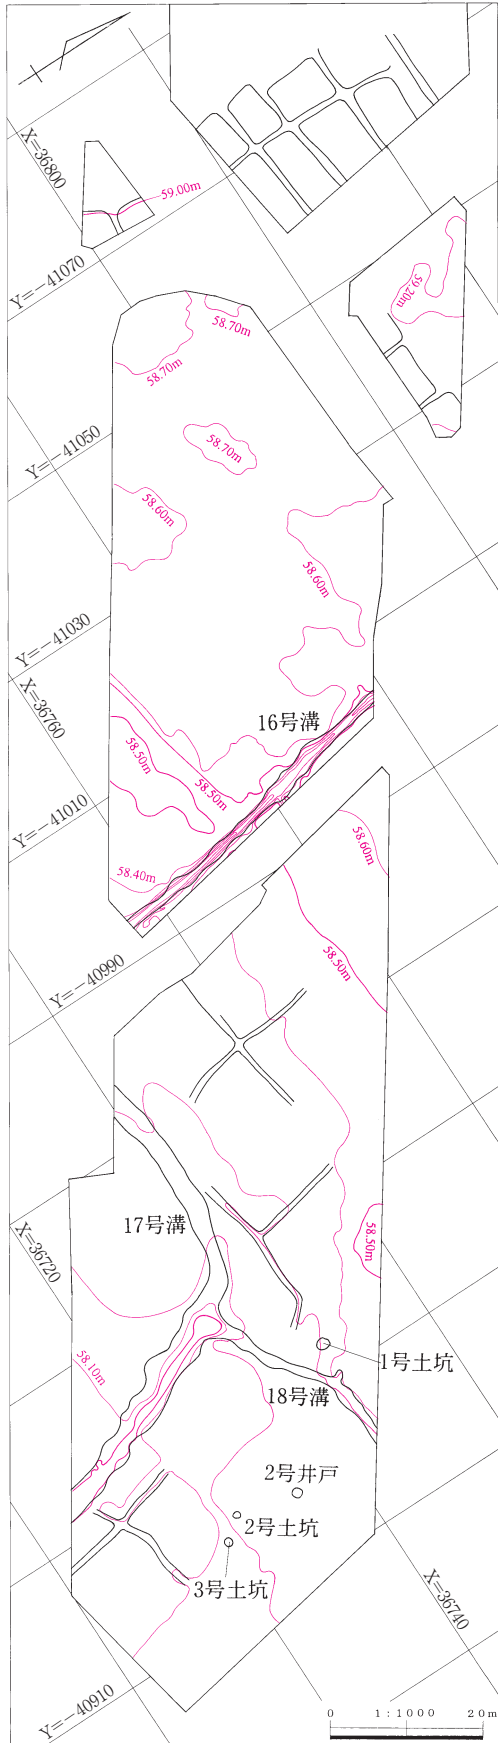 X=36800
59.00m
Y=-41070
59.20m
58.70m
58.70m
Y=-41050
58.70m
58.60m
58.60m
Y=-41030
X=36760
16号溝
58.50m
58.50m
Y=-41010
58.60m
58.40m
58.50m
Y=-40990
17号溝
58.50m
X=36720
58.10m
1号土坑
18号溝
2号井戸
2号土坑
3号土坑
X=36740
Y=-40910
0 1:1000 20m